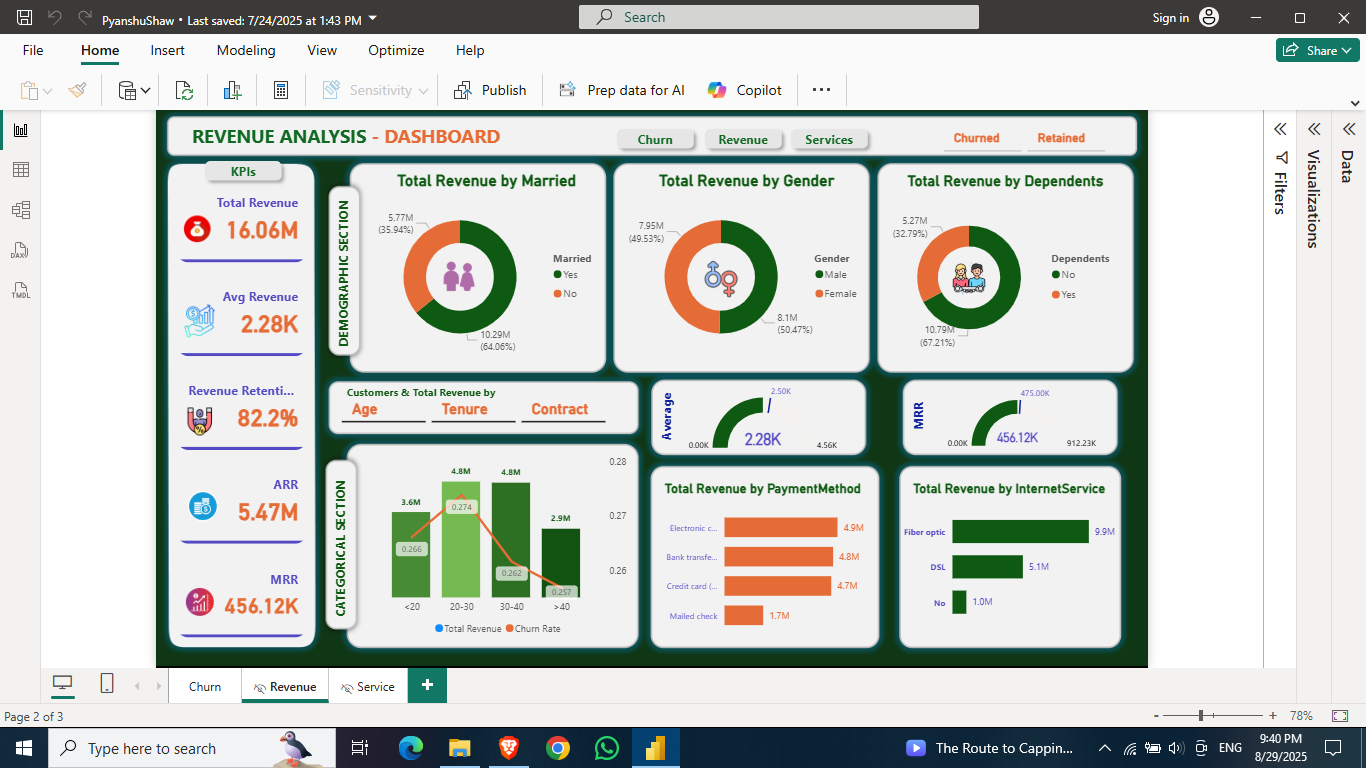 PyanshuShaw • Last saved: 7/24/2025 at 1:43 PM
Search
Sign in
File
Home
Insert
Modeling
View
Optimize
Help
Share
Sensitivity
Publish
Prep data for AI
Copilot
REVENUE ANALYSIS - DASHBOARD
Churn
Revenue
Services
Churned
Retained
KPIs
Total Revenue
16.06M
Avg Revenue
2.28K
Revenue Retenti...
82.2%
ARR
5.47M
MRR
456.12K
DEMOGRAPHIC SECTION
Total Revenue by Married
5.77M
(35.94%)
10.29M
(64.06%)
Married
Yes
No
Total Revenue by Gender
7.95M
(49.53%)
8.1M
(50.47%)
Gender
Male
Female
Total Revenue by Dependents
5.27M
(32.79%)
10.79M
(67.21%)
Dependents
No
Yes
Customers & Total Revenue by
Age
Tenure
Contract
Average
2.50K
0.00K
2.28K
4.56K
MRR
475.00K
0.00K
456.12K
912.23K
CATEGORICAL SECTION
3.6M
4.8M
4.8M
2.9M
0.266
0.274
0.262
0.257
0.28
0.27
0.26
<20
20-30
30-40
>40
Total Revenue
Churn Rate
Total Revenue by PaymentMethod
Electronic c...
4.9M
Bank transfe...
4.8M
Credit card (...
4.7M
Mailed check
1.7M
Total Revenue by InternetService
Fiber optic
9.9M
DSL
5.1M
No
1.0M
Filters
Visualizations
Data
DAX
TMDL
Churn
Revenue
Service
Page 2 of 3
78%
Type here to search
The Route to Cappin...
ENG
9:40 PM
8/29/2025